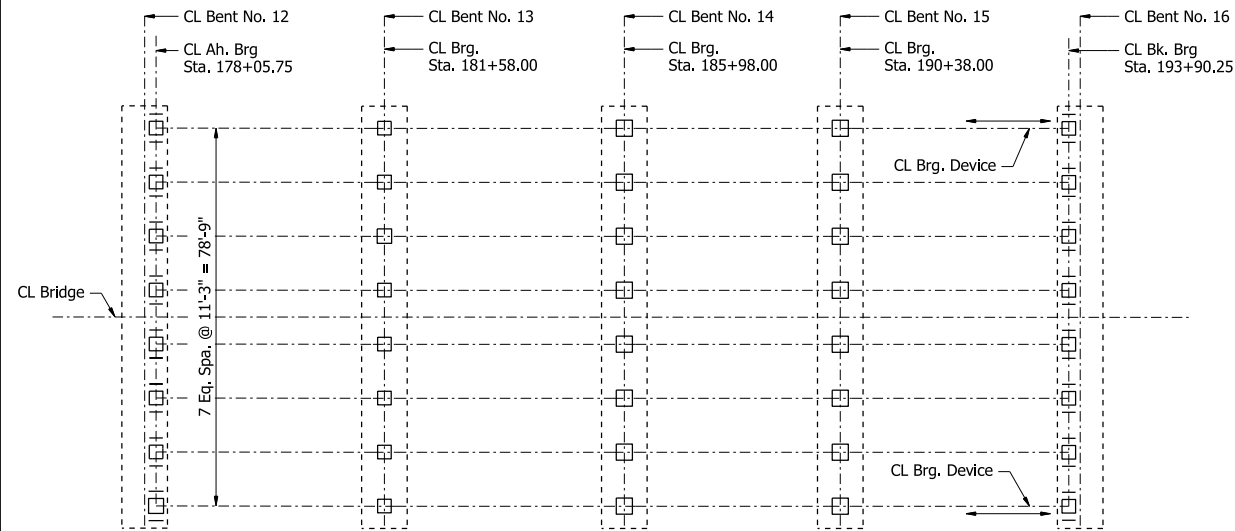 CL Bent No. 12
CL Bent No. 13
CL Bent No. 14
CL Bent No. 15
CL Bent No. 16
CL Ah. Brg
Sta. 178+05.75
CL Brg.
Sta. 181+58.00
CL Brg.
Sta. 185+98.00
CL Brg.
Sta. 190+38.00
CL Bk. Brg
Sta. 193+90.25
CL Brg. Device
7 Eq. Spa. @ 11'-3" = 78'-9"
CL Bridge
CL Brg. Device